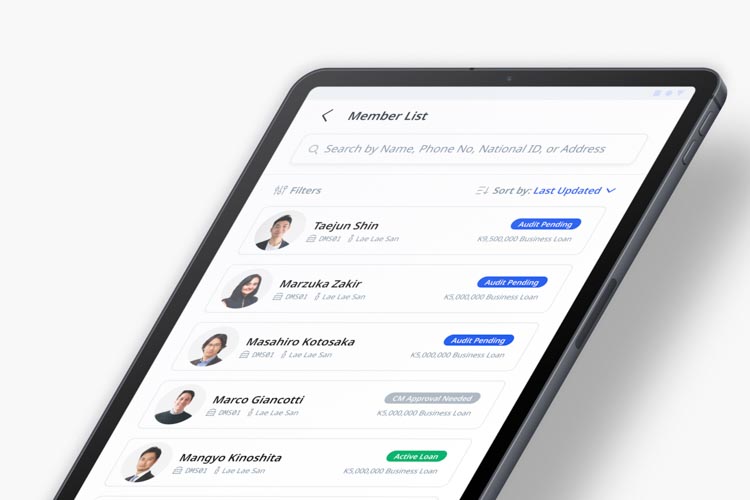 Member List
Search by Name, Phone No, National ID, or Address
Filters
Sort by: Last Updated
Taejun Shin
Audit Pending
DMS01 Lae Lae San
K9,500,000 Business Loan
Marzuka Zakir
Audit Pending
DMS01 Lae Lae San
K5,000,000 Business Loan
Masahiro Kotosaka
Audit Pending
DMS01 Lae Lae San
K5,000,000 Business Loan
Marco Giancotti
CM Approval Needed
DMS01 Lae Lae San
K5,000,000 Business Loan
Mangyo Kinoshita
Active Loan
DMS01 Lae Lae San
K5,000,000 Business Loan